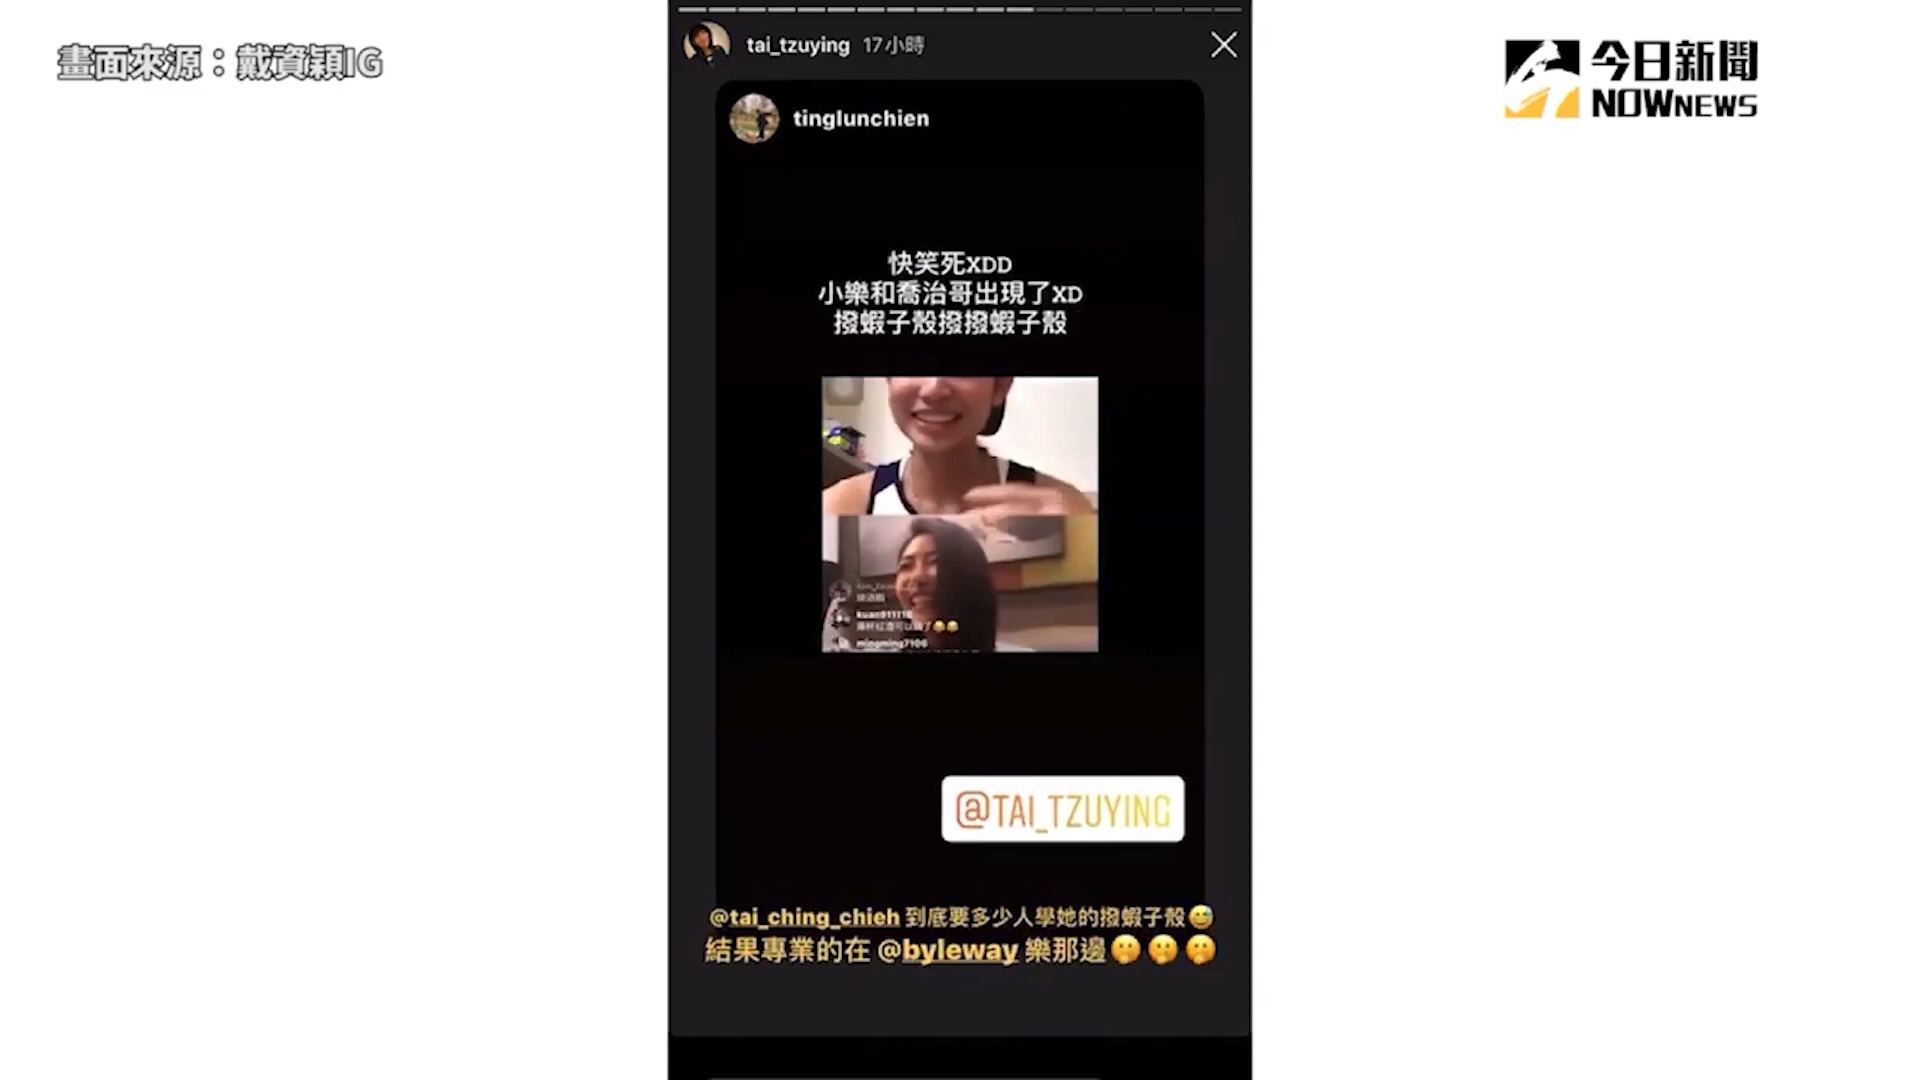 畫面來源：戴資穎IG
今日新聞
NOWNEWS
tai_tzuying 17小時
tinglunchien
快笑死XDD
小樂和喬治哥出現了XD
撥蝦子殼撥撥蝦子殼
kuan911118
mingming7106
@TAI_TZUYING
@tai_ching_chieh 到底要多少人學她的撥蝦子殼😅
結果專業的在 @byleway 樂那邊🤫🤫🤫